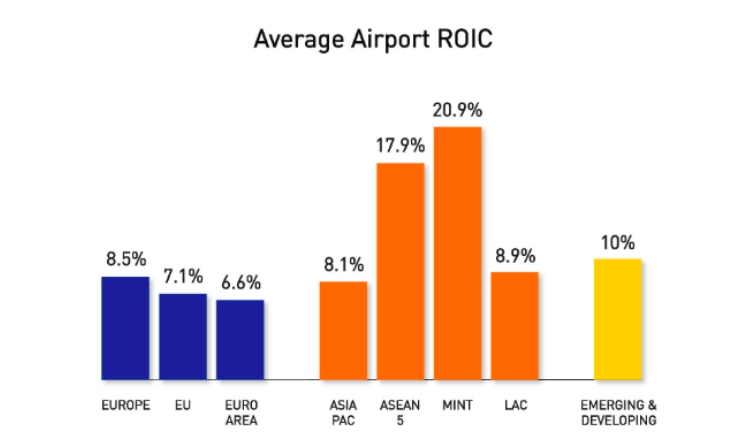 Average Airport ROIC
8.5%
7.1%
6.6%
8.1%
17.9%
20.9%
8.9%
10%
EUROPE
EU
EURO
AREA
ASIA
PAC
ASEAN
5
MINT
LAC
EMERGING &
DEVELOPING